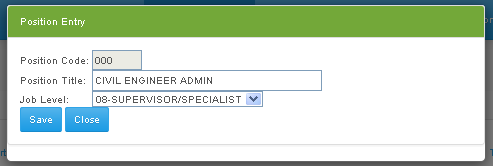 Position Entry
Position Code: 000
Position Title: CIVIL ENGINEER ADMIN
Job Level: 08-SUPERVISOR/SPECIALIST
Save Close